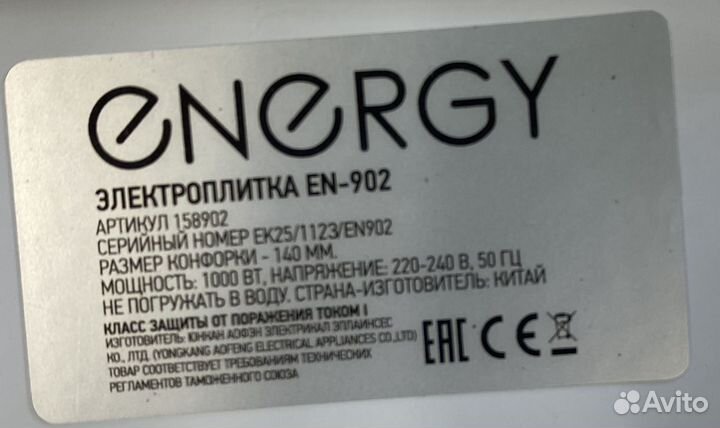 eNeRGY
ЭЛЕКТРОПЛИТКА EN-902
АРТИКУЛ 158902
СЕРИЙНЫЙ НОМЕР EK25/1123/EN902
РАЗМЕР КОНФОРКИ - 140 ММ.
МОЩНОСТЬ: 1000 ВТ, НАПРЯЖЕНИЕ: 220-240 В, 50 ГЦ
НЕ ПОГРУЖАТЬ В ВОДУ. СТРАНА-ИЗГОТОВИТЕЛЬ: КИТАЙ
КЛАСС ЗАЩИТЫ ОТ ПОРАЖЕНИЯ ТОКОМ I
ИЗГОТОВИТЕЛЬ: ЮНКАН АОФЭН ЭЛЕКТРИКАЛ ЭППЛАЙНСЕС
КО., ЛТД. (YONGKANG AOFENG ELECTRICAL APPLIANCES CO.,LTD)
ТОВАР СООТВЕТСТВУЕТ ТРЕБОВАНИЯМ ТЕХНИЧЕСКИХ
РЕГЛАМЕНТОВ ТАМОЖЕННОГО СОЮЗА
EAC CE
Avito